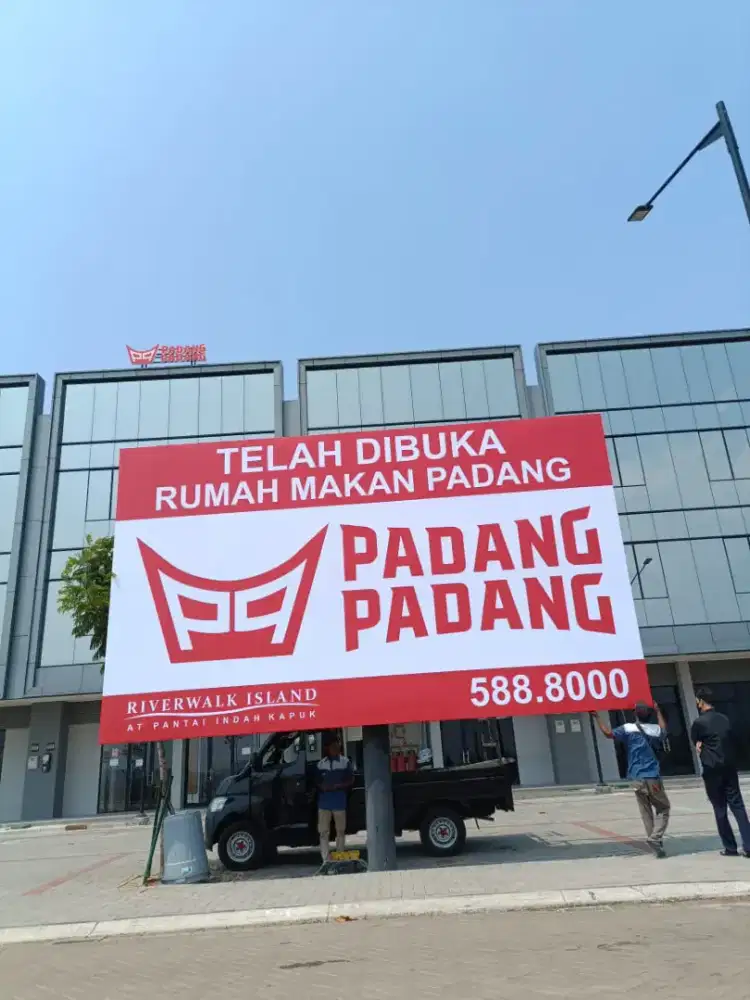 PADANG
PADANG
TELAH DIBUKA
RUMAH MAKAN PADANG
PADANG
PADANG
RIVERWALK ISLAND
AT PANTAI INDAH KAPUK
588.8000